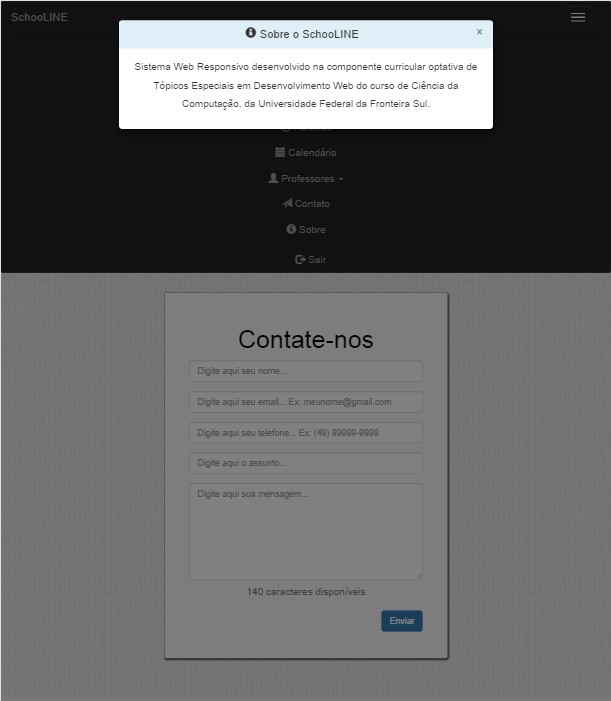 SchooLINE
Sobre o SchooLINE
×
Sistema Web Responsivo desenvolvido na componente curricular optativa de
Tópicos Especiais em Desenvolvimento Web do curso de Ciência da
Computação, da Universidade Federal da Fronteira Sul.
Calendário
Professores
Contato
Sobre
Sair
Contate-nos
Digite aqui seu nome...
Digite aqui seu email... Ex: meunome@gmail.com
Digite aqui seu telefone... Ex: (49) 99999-9999
Digite aqui o assunto...
Digite aqui sua mensagem...
140 caracteres disponíveis
Enviar